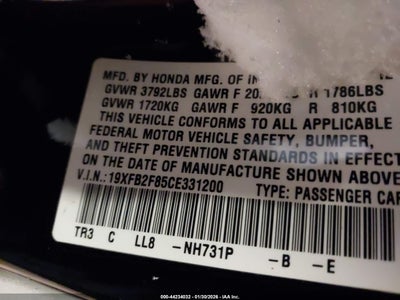 MFD. BY HONDA MFG. OF IN
GVWR 3792LBS GAWR F 20 R 1786LBS
GVWR 1720KG GAWR F 920KG R 810KG
THIS VEHICLE CONFORMS TO ALL APPLICABLE
FEDERAL MOTOR VEHICLE SAFETY, BUMPER,
AND THEFT PREVENTION STANDARDS IN EFFECT
ON DATE OF MANUFACTURE SHOWN ABOVE
V.I.N.: 19XFB2F85CE331200 TYPE: PASSENGER CAR
TR3 C LL8 -NH731P -B -E
© 900-44234032 - 01/30/2026 - IAA Inc.